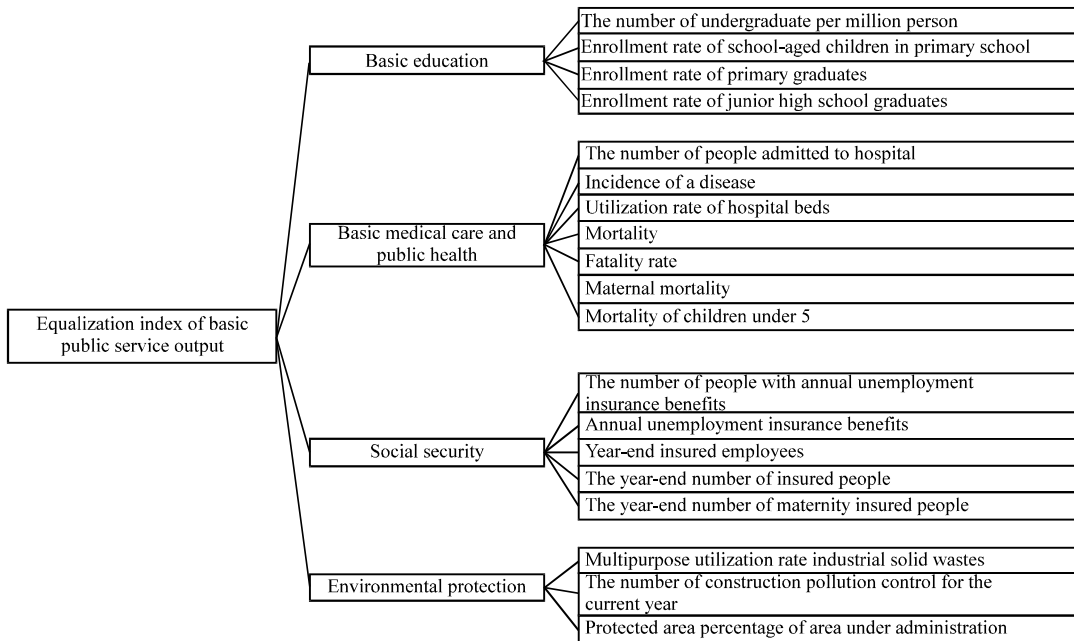 The number of undergraduate per million person
Enrollment rate of school-aged children in primary school
Basic education
Enrollment rate of primary graduates
Enrollment rate of junior high school graduates
The number of people admitted to hospital
Incidence of a disease
Utilization rate of hospital beds
Basic medical care and
public health
Mortality
Fatality rate
Maternal mortality
Mortality of children under 5
Equalization index of basic
public service output
The number of people with annual unemployment
insurance benefits
Annual unemployment insurance benefits
Social security
Year-end insured employees
The year-end number of insured people
The year-end number of maternity insured people
Multipurpose utilization rate industrial solid wastes
Environmental protection
The number of construction pollution control for the
current year
Protected area percentage of area under administration